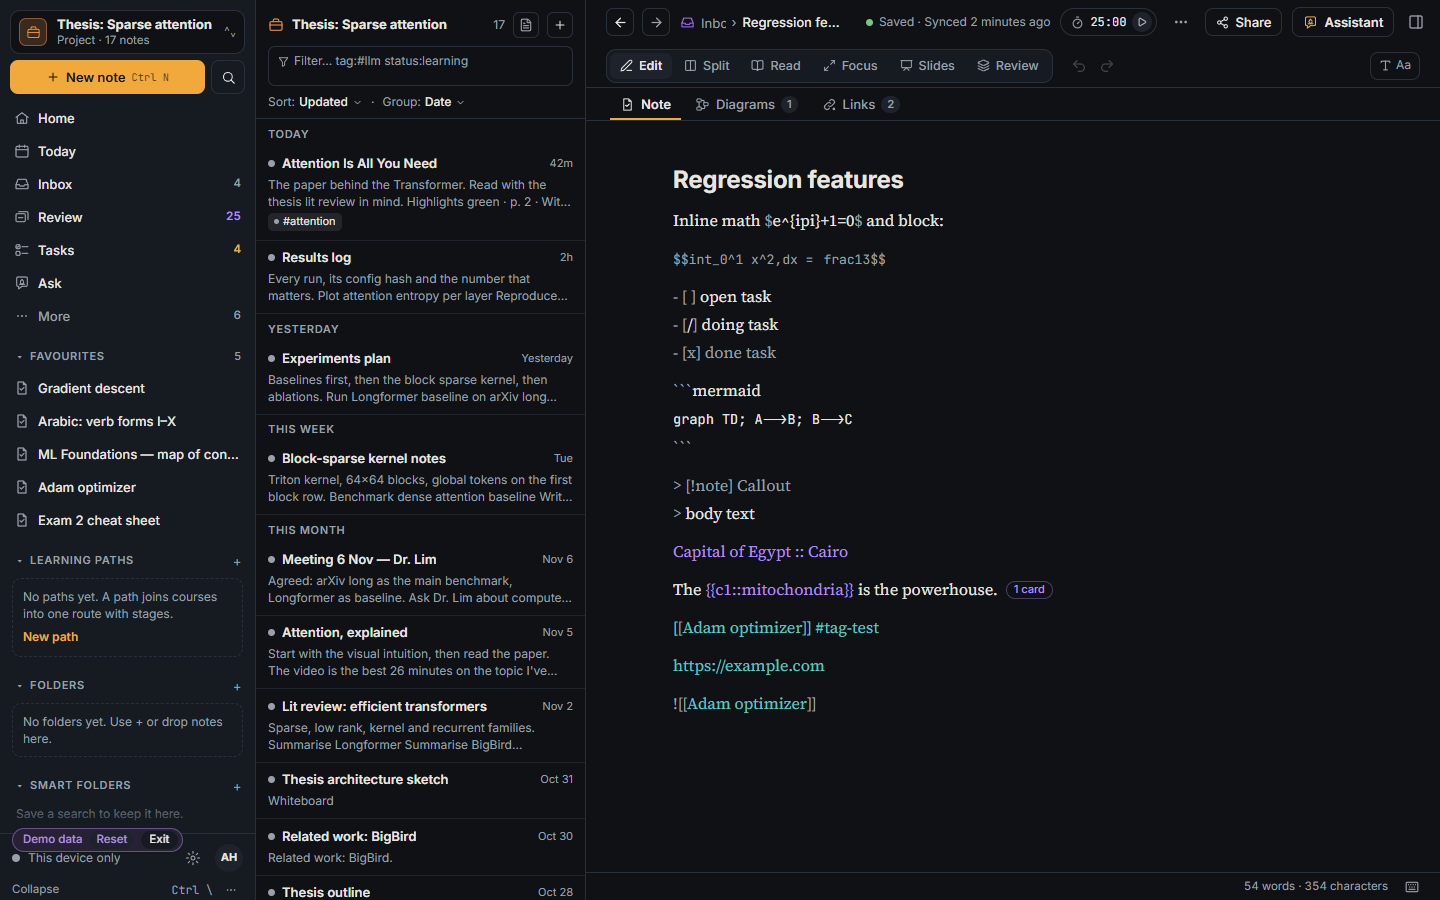 Thesis: Sparse attention
Project · 17 notes
+ New note Ctrl N
Home
Today
Inbox 4
Review 25
Tasks 4
Ask
More 6
FAVOURITES 5
Gradient descent
Arabic: verb forms I–X
ML Foundations — map of con...
Adam optimizer
Exam 2 cheat sheet
LEARNING PATHS +
No paths yet. A path joins courses
into one route with stages.
New path
FOLDERS +
No folders yet. Use + or drop notes
here.
SMART FOLDERS +
Save a search to keep it here.
Demo data Reset Exit
This device only AH
Collapse Ctrl \ ...
Thesis: Sparse attention 17
Filter... tag:#llm status:learning
Sort: Updated · Group: Date
TODAY
Attention Is All You Need 42m
The paper behind the Transformer. Read with the
thesis lit review in mind. Highlights green · p. 2 · Wit...
#attention
Results log 2h
Every run, its config hash and the number that
matters. Plot attention entropy per layer Reproduce...
YESTERDAY
Experiments plan Yesterday
Baselines first, then the block sparse kernel, then
ablations. Run Longformer baseline on arXiv long...
THIS WEEK
Block-sparse kernel notes Tue
Triton kernel, 64×64 blocks, global tokens on the first
block row. Benchmark dense attention baseline Writ...
THIS MONTH
Meeting 6 Nov — Dr. Lim Nov 6
Agreed: arXiv long as the main benchmark,
Longformer as baseline. Ask Dr. Lim about compute...
Attention, explained Nov 5
Start with the visual intuition, then read the paper.
The video is the best 26 minutes on the topic I've...
Lit review: efficient transformers Nov 2
Sparse, low rank, kernel and recurrent families.
Summarise Longformer Summarise BigBird...
Thesis architecture sketch Oct 31
Whiteboard
Related work: BigBird Oct 30
Related work: BigBird.
Thesis outline Oct 28
Inbc › Regression fe... Saved · Synced 2 minutes ago 25:00 ... Share Assistant
Edit Split Read Focus Slides Review Aa
Note Diagrams 1 Links 2
Regression features
Inline math $e^{ipi}+1=0$ and block:
$$int_0^1 x^2,dx = frac13$$
- [ ] open task
- [/] doing task
- [x] done task
```mermaid
graph TD; A-->B; B-->C
```
> [!note] Callout
> body text
Capital of Egypt :: Cairo
The {{c1::mitochondria}} is the powerhouse. 1 card
[[Adam optimizer]] #tag-test
https://example.com
![[Adam optimizer]]
54 words · 354 characters